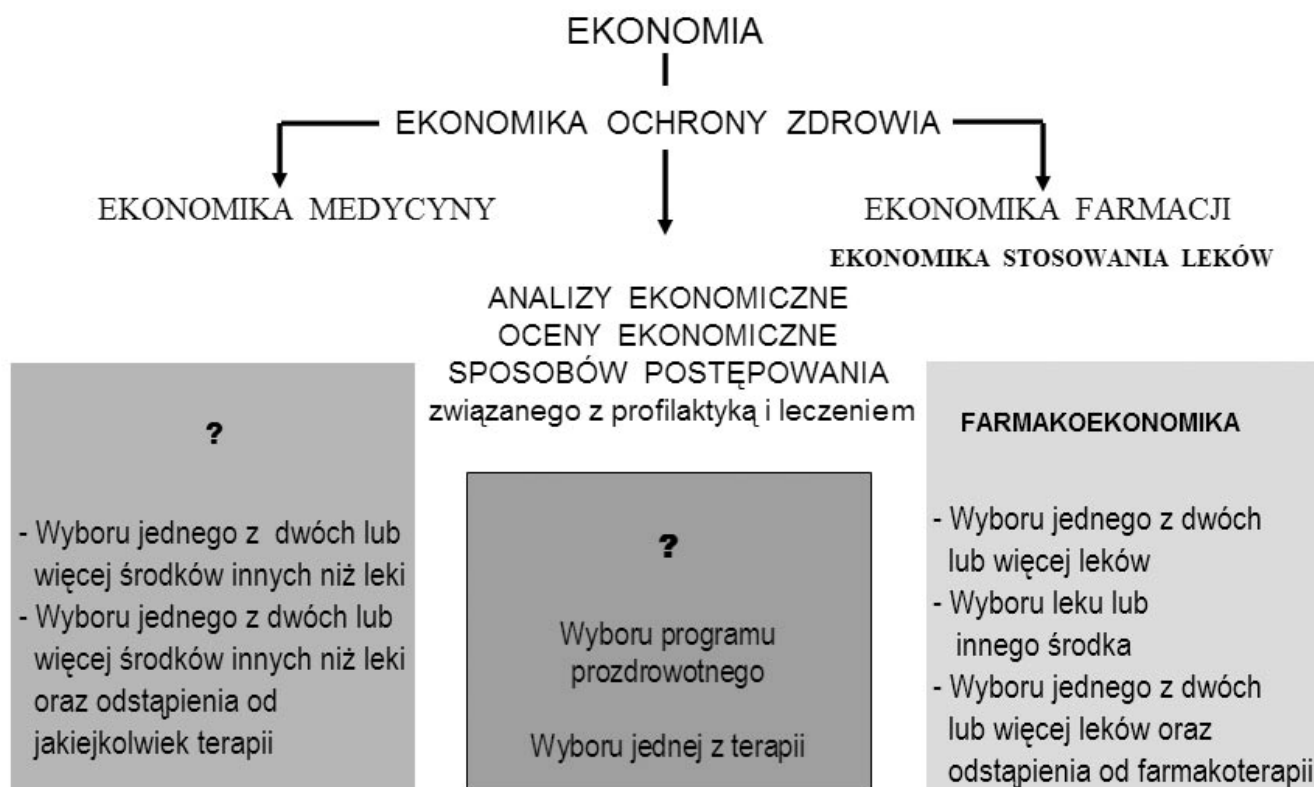 EKONOMIA
EKONOMIKA OCHRONY ZDROWIA
EKONOMIKA MEDYCYNY
EKONOMIKA FARMACJI
EKONOMIKA STOSOWANIA LEKÓW
ANALIZY EKONOMICZNE
OCENY EKONOMICZNE
SPOSOBÓW POSTĘPOWANIA
związanego z profilaktyką i leczeniem
?
- Wyboru jednego z dwóch lub
więcej środków innych niż leki
- Wyboru jednego z dwóch lub
więcej środków innych niż leki
oraz odstąpienia od
jakiejkolwiek terapii
?
Wyboru programu
prozdrowotnego
Wyboru jednej z terapii
FARMAKOEKONOMIKA
- Wyboru jednego z dwóch
lub więcej leków
- Wyboru leku lub
innego środka
- Wyboru jednego z dwóch
lub więcej leków oraz
odstąpienia od farmakoterapii